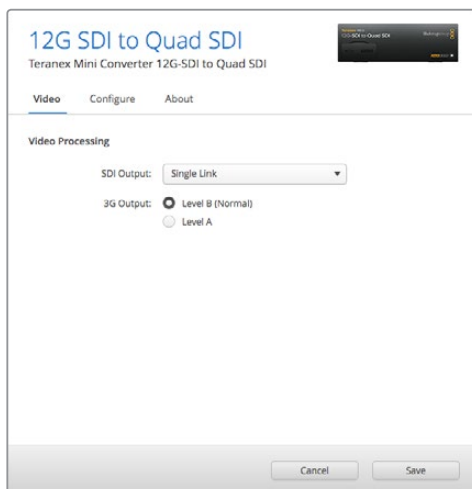 12G SDI to Quad SDI
Teranex Mini Converter 12G-SDI to Quad SDI
Video Configure About
Video Processing
SDI Output: Single Link
3G Output: Level B (Normal)
Level A
Cancel Save